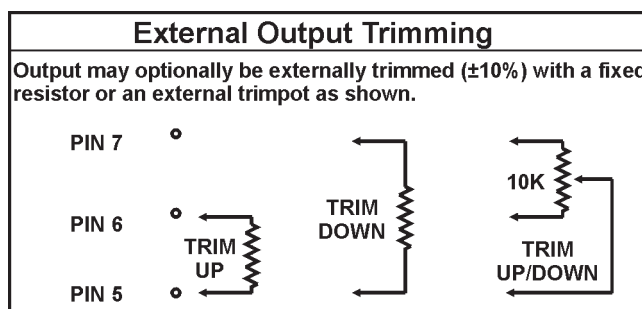 External Output Trimming
Output may optionally be externally trimmed (±10%) with a fixed
resistor or an external trimpot as shown.
PIN 7
PIN 6
PIN 5
TRIM
UP
TRIM
DOWN
10K
TRIM
UP/DOWN